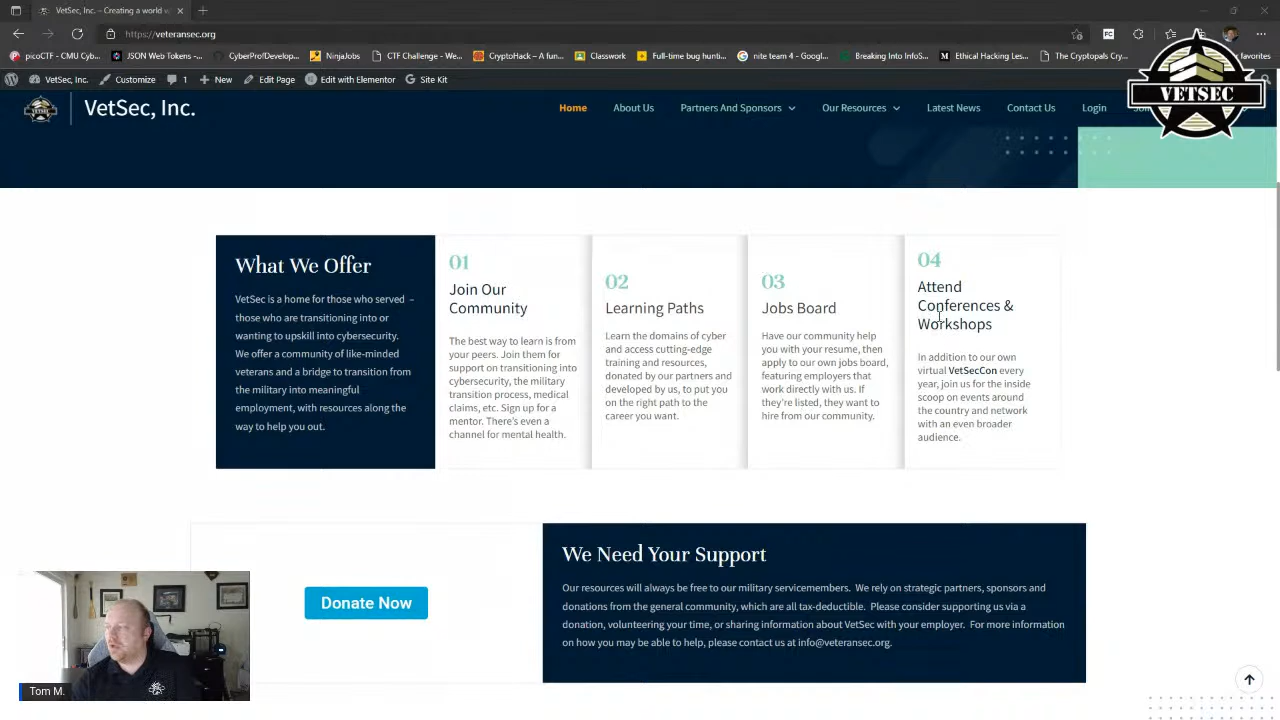 VetSec, Inc. – Creating a world v
https://veteransec.org
picoCTF - CMU Cyb...
JSON Web Tokens -...
CyberProfDevelop...
NinjaJobs
CTF Challenge - We...
CryptoHack – A fun...
Classwork
Full-time bug hunti...
nite team 4 - Goog...
Breaking Into InfoS...
Ethical Hacking Les...
The Cryptopals Cr...
favorites
VetSec, Inc.
Customize
1
New
Edit Page
Edit with Elementor
Site Kit
VETSEC
VetSec, Inc.
Home
About Us
Partners And Sponsors
Our Resources
Latest News
Contact Us
Login
What We Offer
VetSec is a home for those who served –
those who are transitioning into or
wanting to upskill into cybersecurity.
We offer a community of like-minded
veterans and a bridge to transition from
the military into meaningful
employment, with resources along the
way to help you out.
01
Join Our
Community
The best way to learn is from
your peers. Join them for
support on transitioning into
cybersecurity, the military
transition process, medical
claims, etc. Sign up for a
mentor. There's even a
channel for mental health.
02
Learning Paths
Learn the domains of cyber
and access cutting-edge
training and resources,
donated by our partners and
developed by us, to put you
on the right path to the
career you want.
03
Jobs Board
Have our community help
you with your resume, then
apply to our own jobs board,
featuring employers that
work directly with us. If
they're listed, they want to
hire from our community.
04
Attend
Conferences &
Workshops
In addition to our own
virtual VetSecCon every
year, join us for the inside
scoop on events around
the country and network
with an even broader
audience.
Donate Now
We Need Your Support
Our resources will always be free to our military servicemembers. We rely on strategic partners, sponsors and
donations from the general community, which are all tax-deductible. Please consider supporting us via a
donation, volunteering your time, or sharing information about VetSec with your employer. For more information
on how you may be able to help, please contact us at info@veteransec.org.
Tom M.